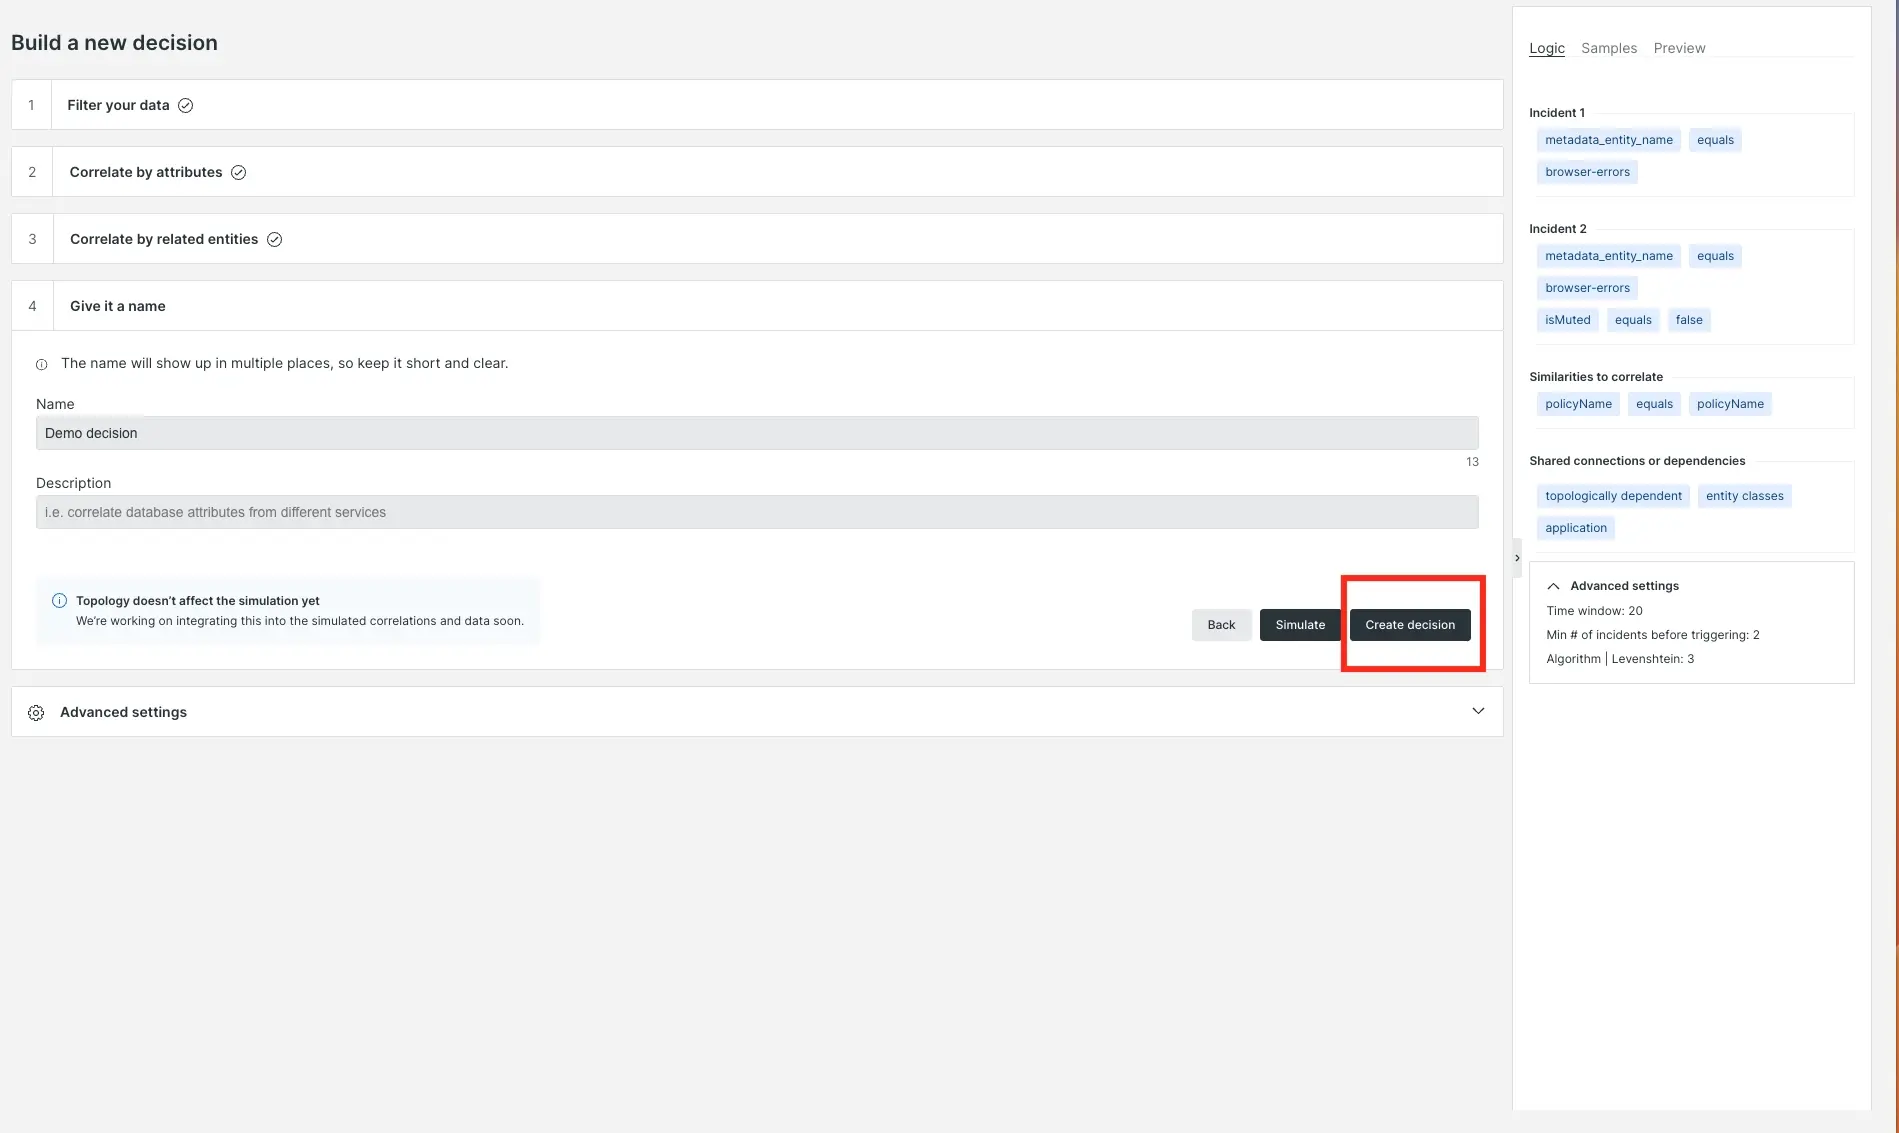 Build a new decision
1 Filter your data
2 Correlate by attributes
3 Correlate by related entities
4 Give it a name
The name will show up in multiple places, so keep it short and clear.
Name
Demo decision
13
Description
i.e. correlate database attributes from different services
Topology doesn't affect the simulation yet
We're working on integrating this into the simulated correlations and data soon.
Back Simulate Create decision
Advanced settings
Logic Samples Preview
Incident 1
metadata_entity_name equals
browser-errors
Incident 2
metadata_entity_name equals
browser-errors
isMuted equals false
Similarities to correlate
policyName equals policyName
Shared connections or dependencies
topologically dependent entity classes
application
Advanced settings
Time window: 20
Min # of incidents before triggering: 2
Algorithm | Levenshtein: 3